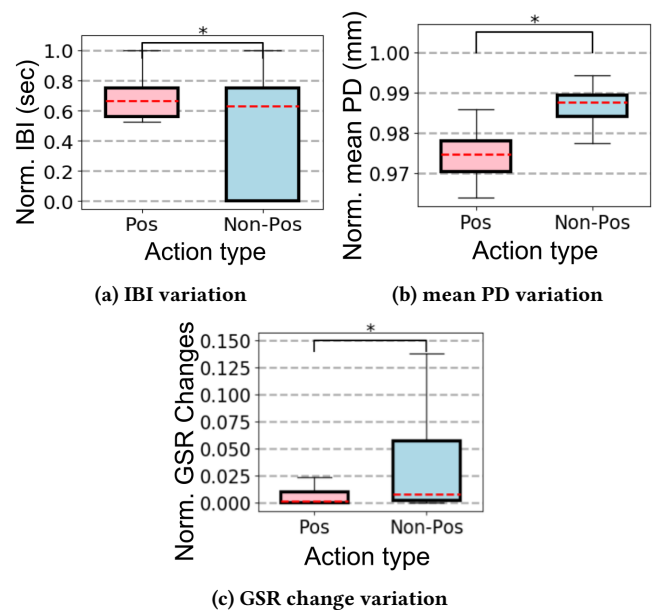 Norm. IBI (sec)
1.0
0.8
0.6
0.4
0.2
0.0
*
Pos
Non-Pos
Action type
(a) IBI variation
Norm. mean PD (mm)
1.00
0.99
0.98
0.97
*
Pos
Non-Pos
Action type
(b) mean PD variation
Norm. GSR Changes
0.150
0.125
0.100
0.075
0.050
0.025
0.000
*
Pos
Non-Pos
Action type
(c) GSR change variation